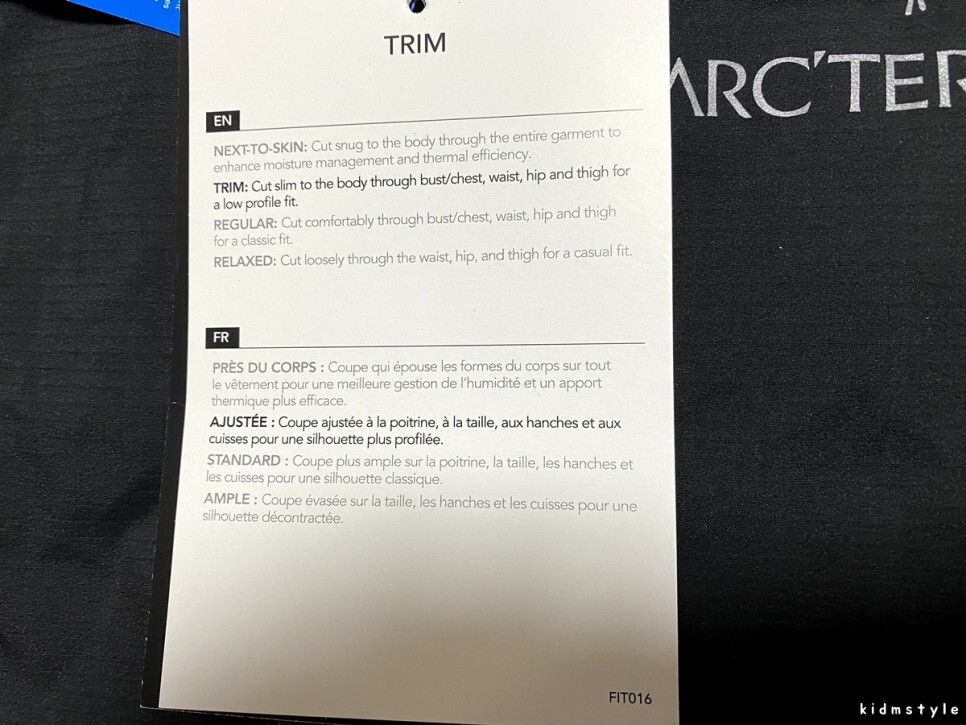 TRIM
ARC'TER
EN
NEXT-TO-SKIN: Cut snug to the body through the entire garment to
enhance moisture management and thermal efficiency.
TRIM: Cut slim to the body through bust/chest, waist, hip and thigh for
a low profile fit.
REGULAR: Cut comfortably through bust/chest, waist, hip and thigh
for a classic fit.
RELAXED: Cut loosely through the waist, hip, and thigh for a casual fit.
FR
PRÈS DU CORPS : Coupe qui épouse les formes du corps sur tout
le vêtement pour une meilleure gestion de l'humidité et un apport
thermique plus efficace.
AJUSTÉE : Coupe ajustée à la poitrine, à la taille, aux hanches et aux
cuisses pour une silhouette plus profilée.
STANDARD : Coupe plus ample sur la poitrine, la taille, les hanches et
les cuisses pour une silhouette classique.
AMPLE : Coupe évasée sur la taille, les hanches et les cuisses pour une
silhouette décontractée.
FIT016
kidmstyle